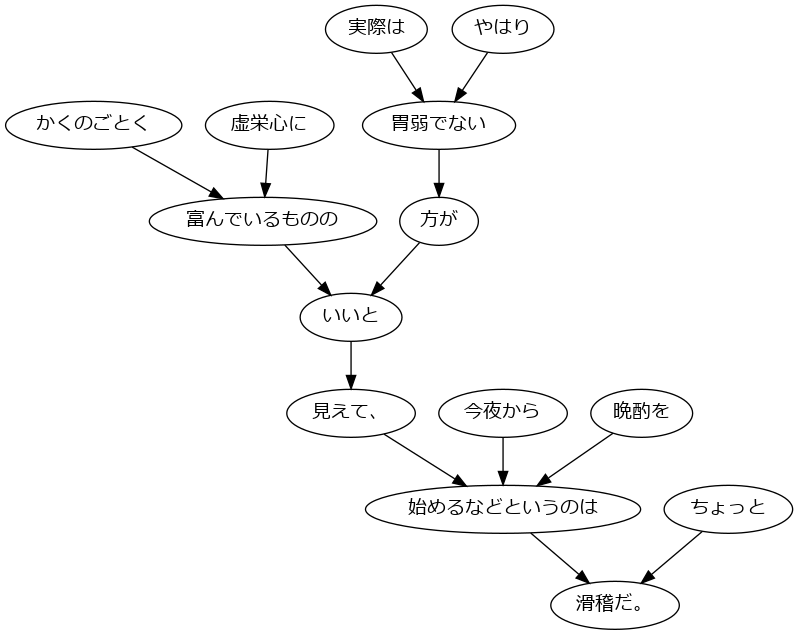 実際は
やはり
かくのごとく
虚栄心に
胃弱でない
富んでいるものの
方が
いいと
見えて、
今夜から
晩酌を
始めるなどというのは
ちょっと
滑稽だ。